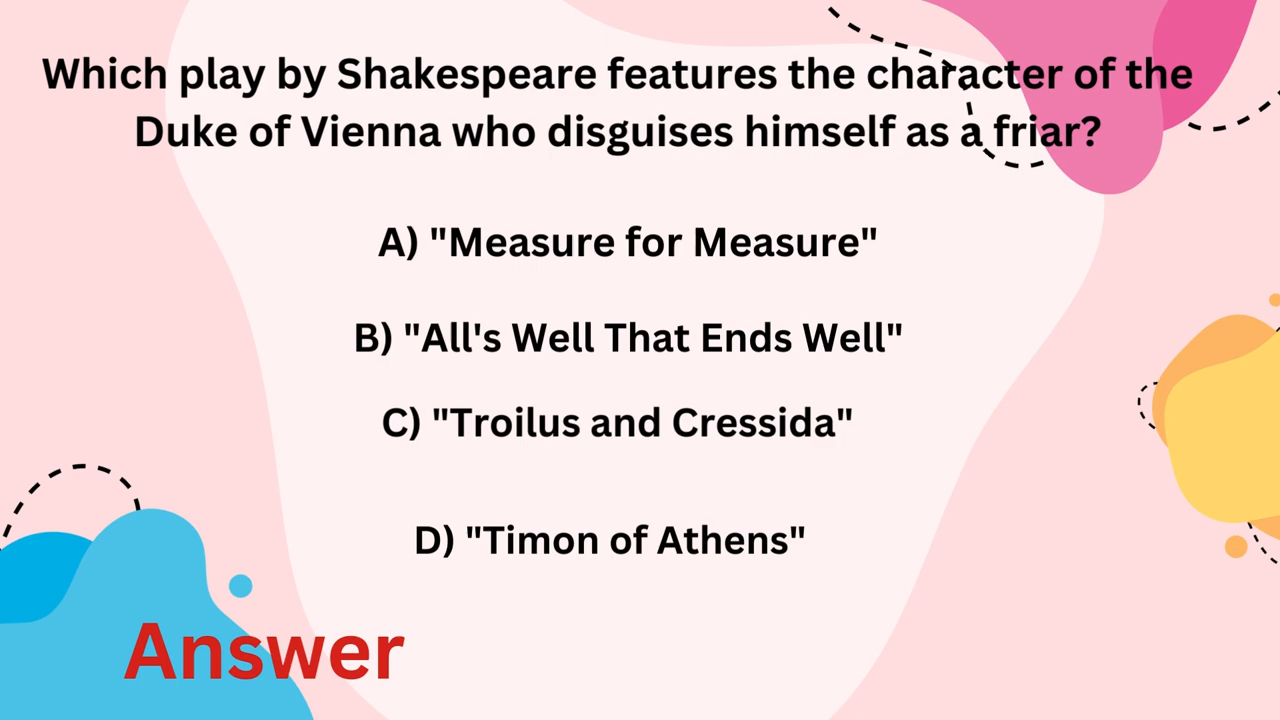 Which play by Shakespeare features the character of the
Duke of Vienna who disguises himself as a friar?
A) "Measure for Measure"
B) "All's Well That Ends Well"
C) "Troilus and Cressida"
D) "Timon of Athens"
Answer